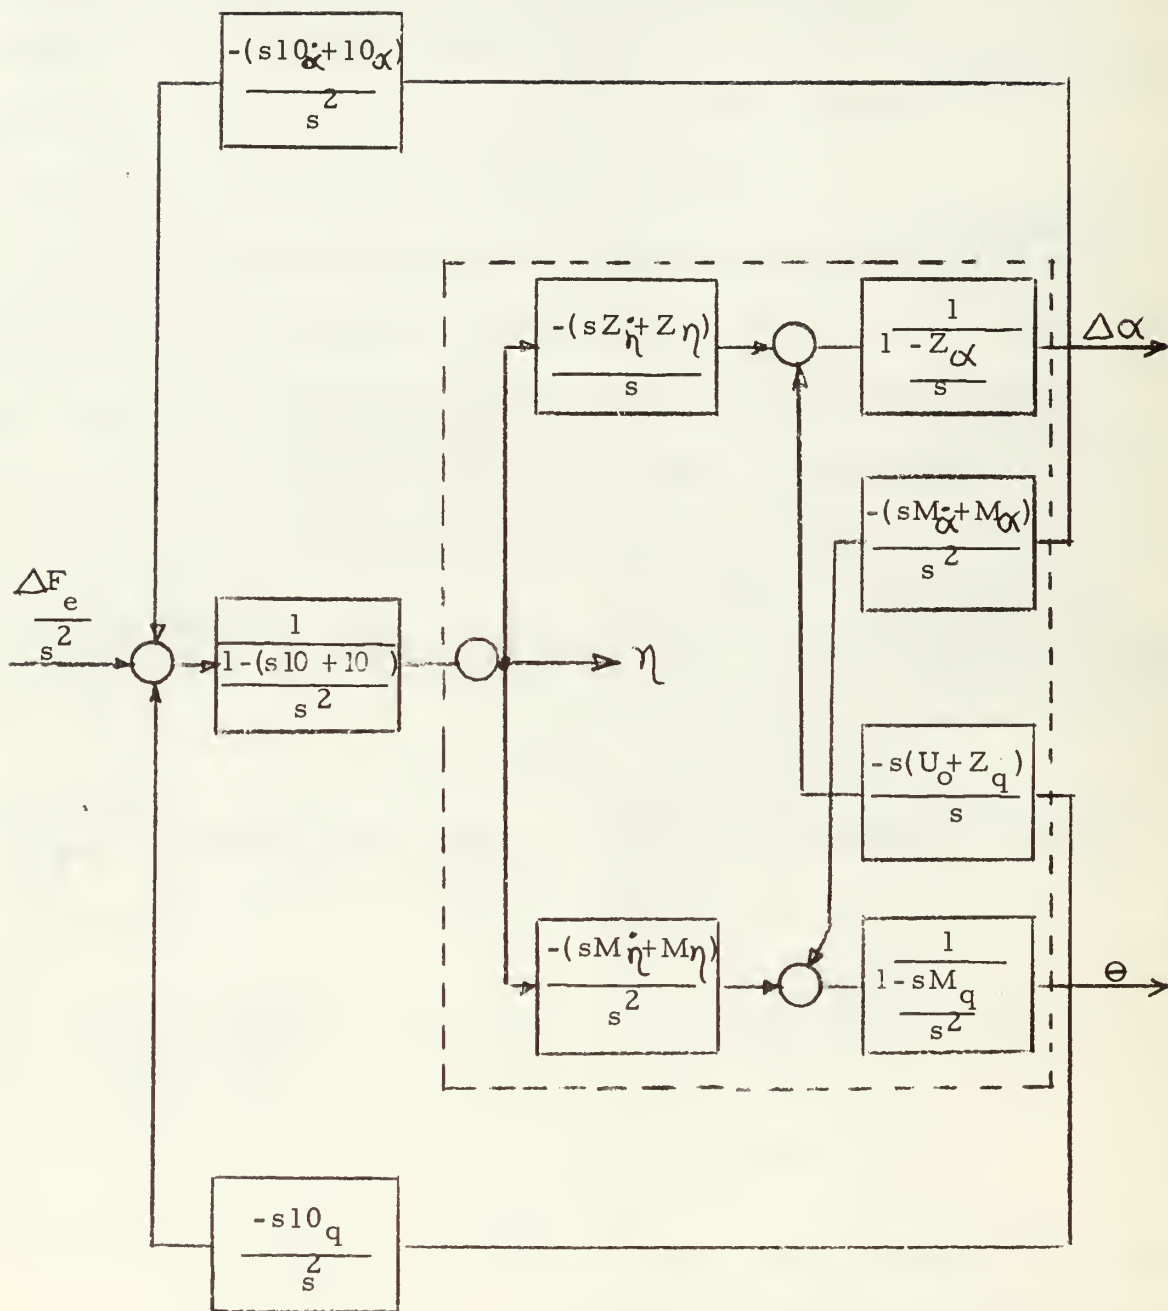 -(s10α̇+10α)
s²
-(sZη̇+Zη)
s
1
1-Zα
s
Δα
-(sMα̇+Mα)
s²
ΔFe
s²
1
1-(s10 +10 )
s²
η
-s(Uo+Zq)
s
-(sMη̇+Mη)
s²
1
1-sMq
s²
θ
-s10q
s²